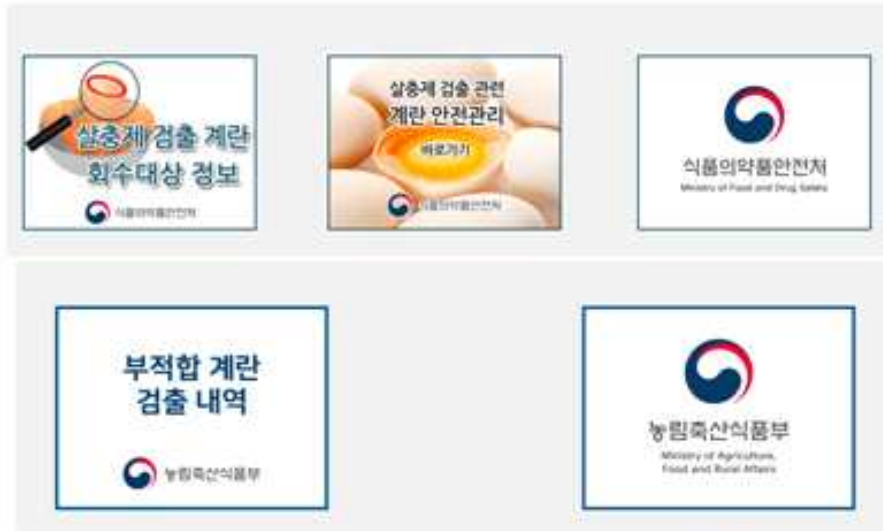 살충제 검출 계란
회수대상 정보
식품의약품안전처
살충제 검출 관련
계란 안전관리
바로가기
식품의약품안전처
식품의약품안전처
Ministry of Food and Drug Safety
부적합 계란
검출 내역
농림축산식품부
농림축산식품부
Ministry of Agriculture,
Food and Rural Affairs